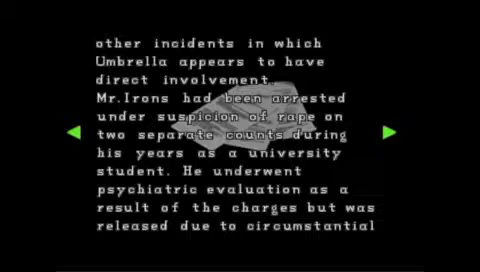 other incidents in which
Umbrella appears to have
direct involvement.
Mr.Irons had been arrested
under suspicion of rape on
two separate counts during
his years as a university
student. He underwent
psychiatric evaluation as a
result of the charges but was
released due to circumstantial